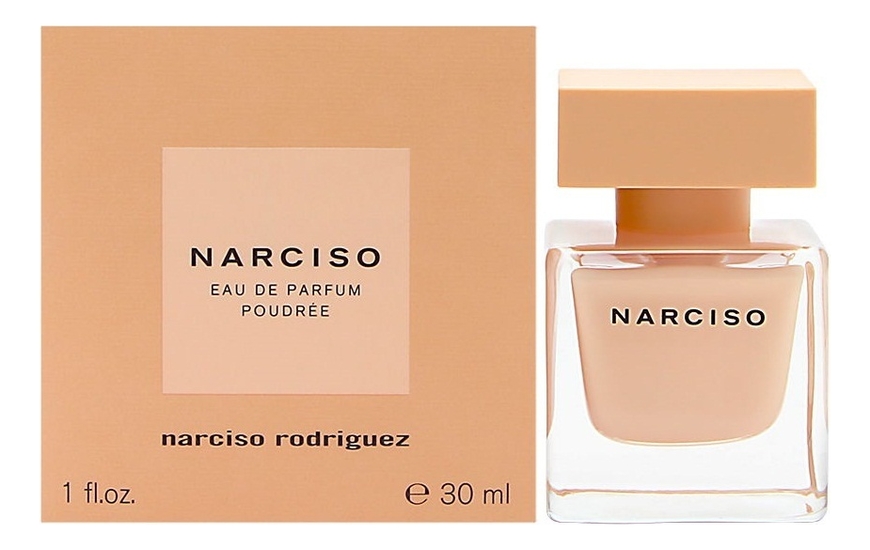 NARCISO
EAU DE PARFUM
POUDRÉE
narciso rodriguez
1 fl.oz. ℮ 30 ml
NARCISO